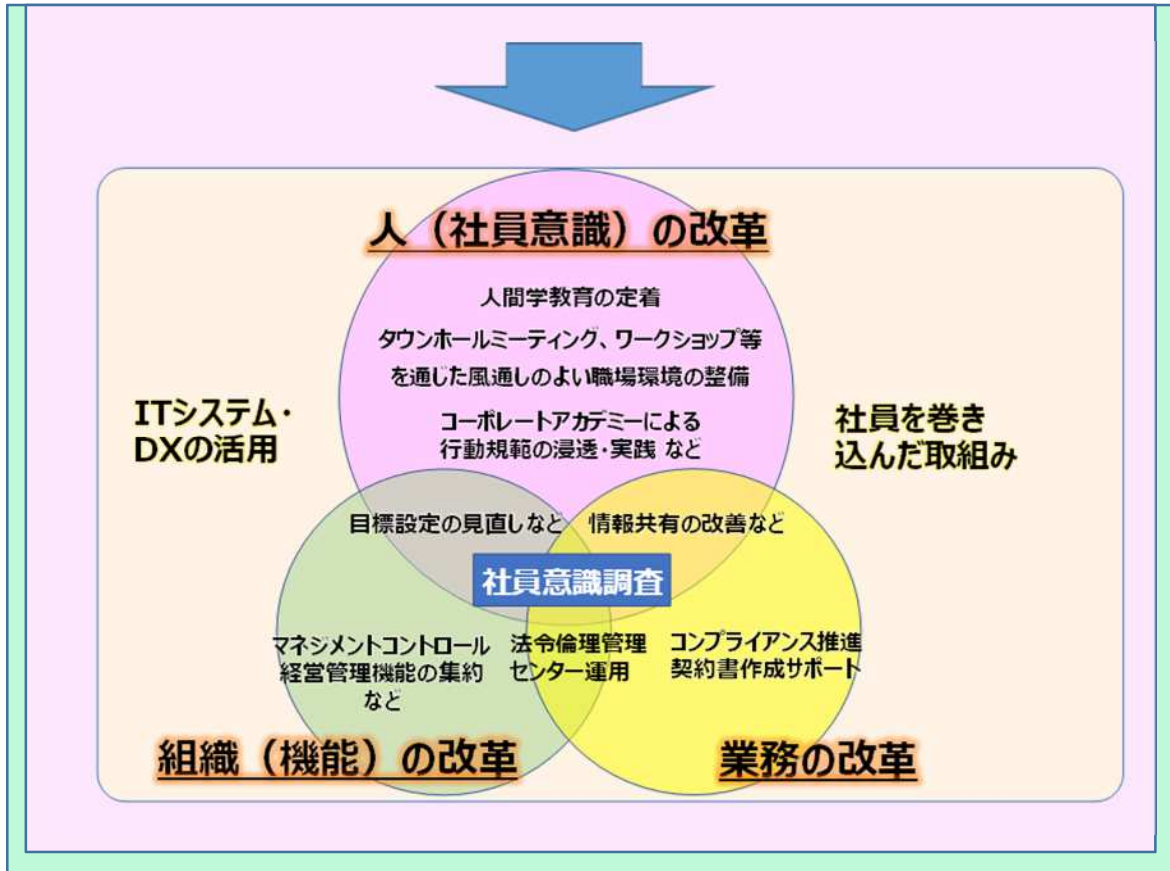 人（社員意識）の改革
人間学教育の定着
タウンホールミーティング、ワークショップ等
を通じた風通しのよい職場環境の整備
コーポレートアカデミーによる
行動規範の浸透・実践 など
ITシステム・
DXの活用
社員を巻き
込んだ取組み
目標設定の見直しなど
情報共有の改善など
社員意識調査
マネジメントコントロール
経営管理機能の集約
など
法令倫理管理
センター運用
コンプライアンス推進
契約書作成サポート
組織（機能）の改革
業務の改革